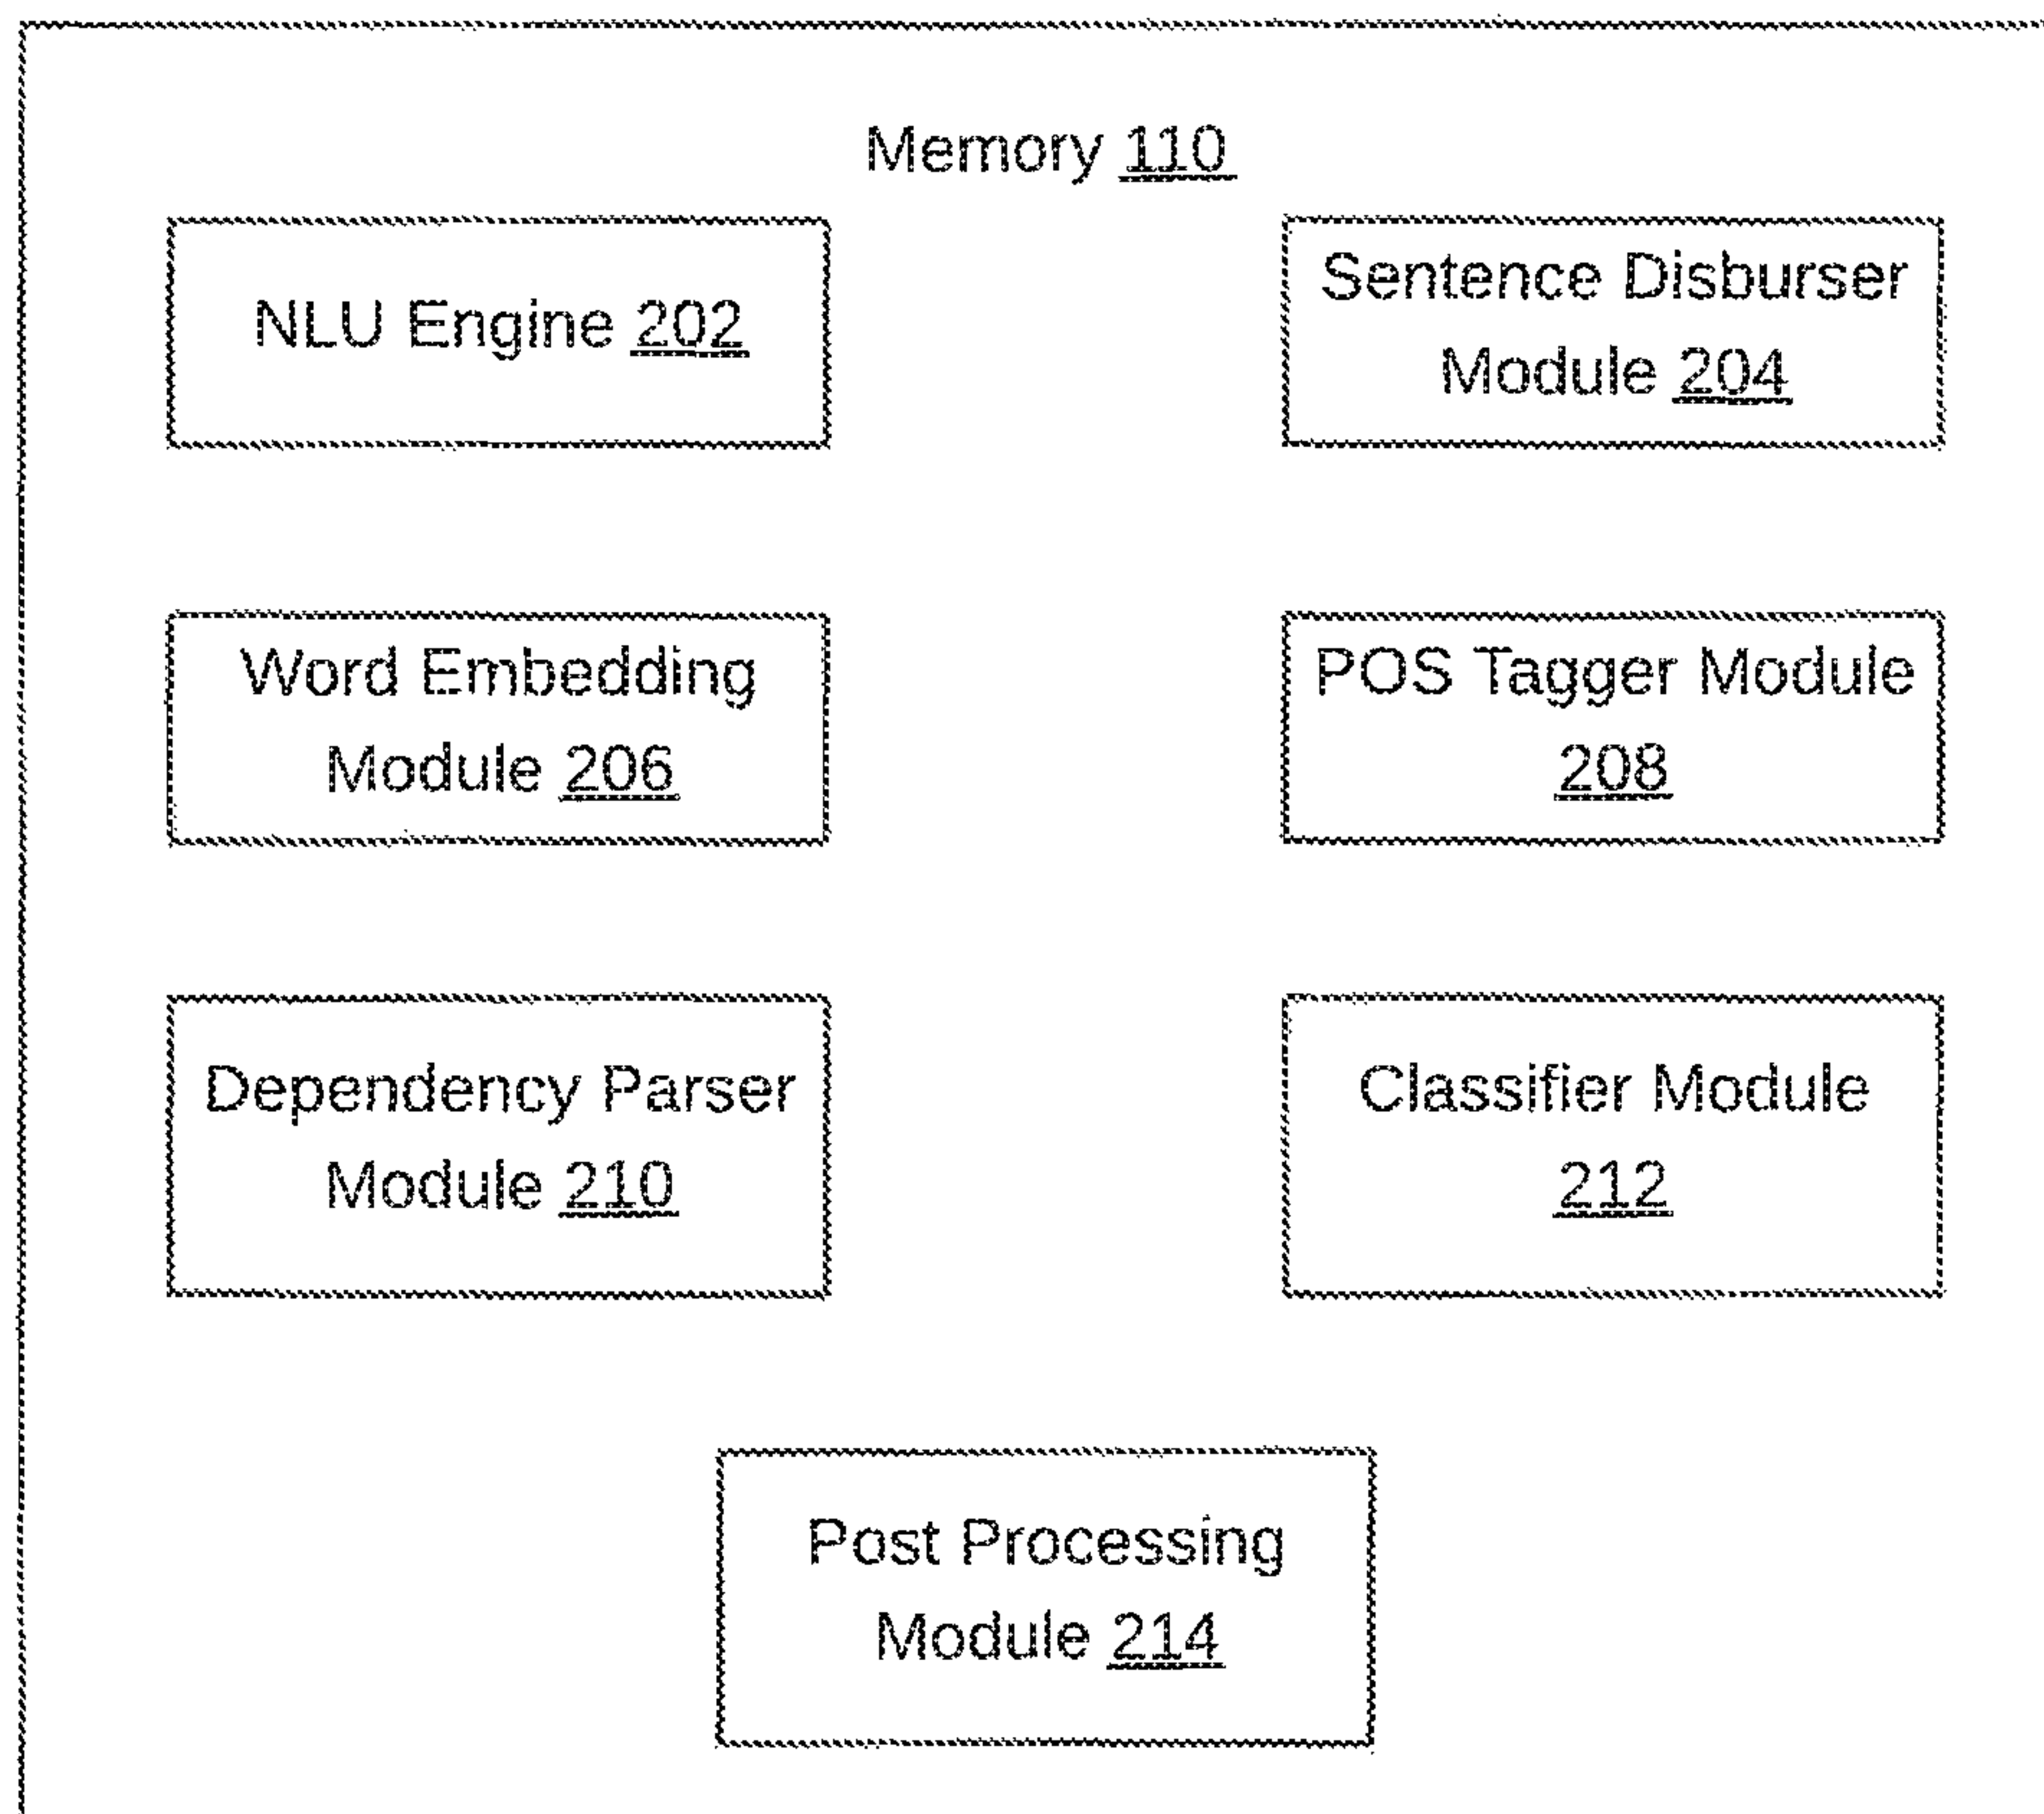 Memory 110
NLU Engine 202
Sentence Disburser
Module 204
Word Embedding
Module 206
POS Tagger Module
208
Dependency Parser
Module 210
Classifier Module
212
Post Processing
Module 214